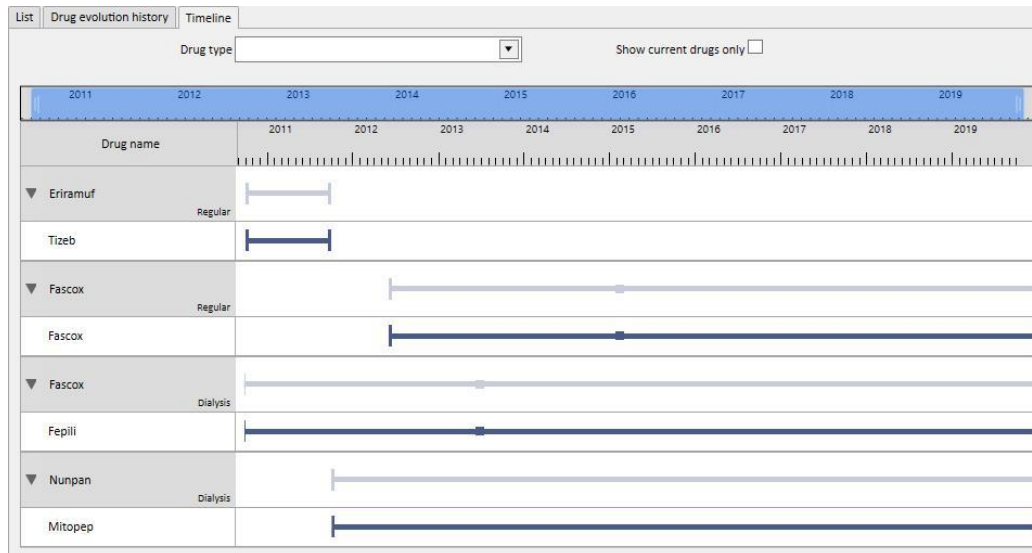 List Drug evolution history Timeline
Drug type Show current drugs only
2011 2012 2013 2014 2015 2016 2017 2018 2019
Drug name 2011 2012 2013 2014 2015 2016 2017 2018 2019
Eriramuf
Regular
Tizeb
Fascox
Regular
Fascox
Fascox
Dialysis
Fepili
Nunpan
Dialysis
Mitopep